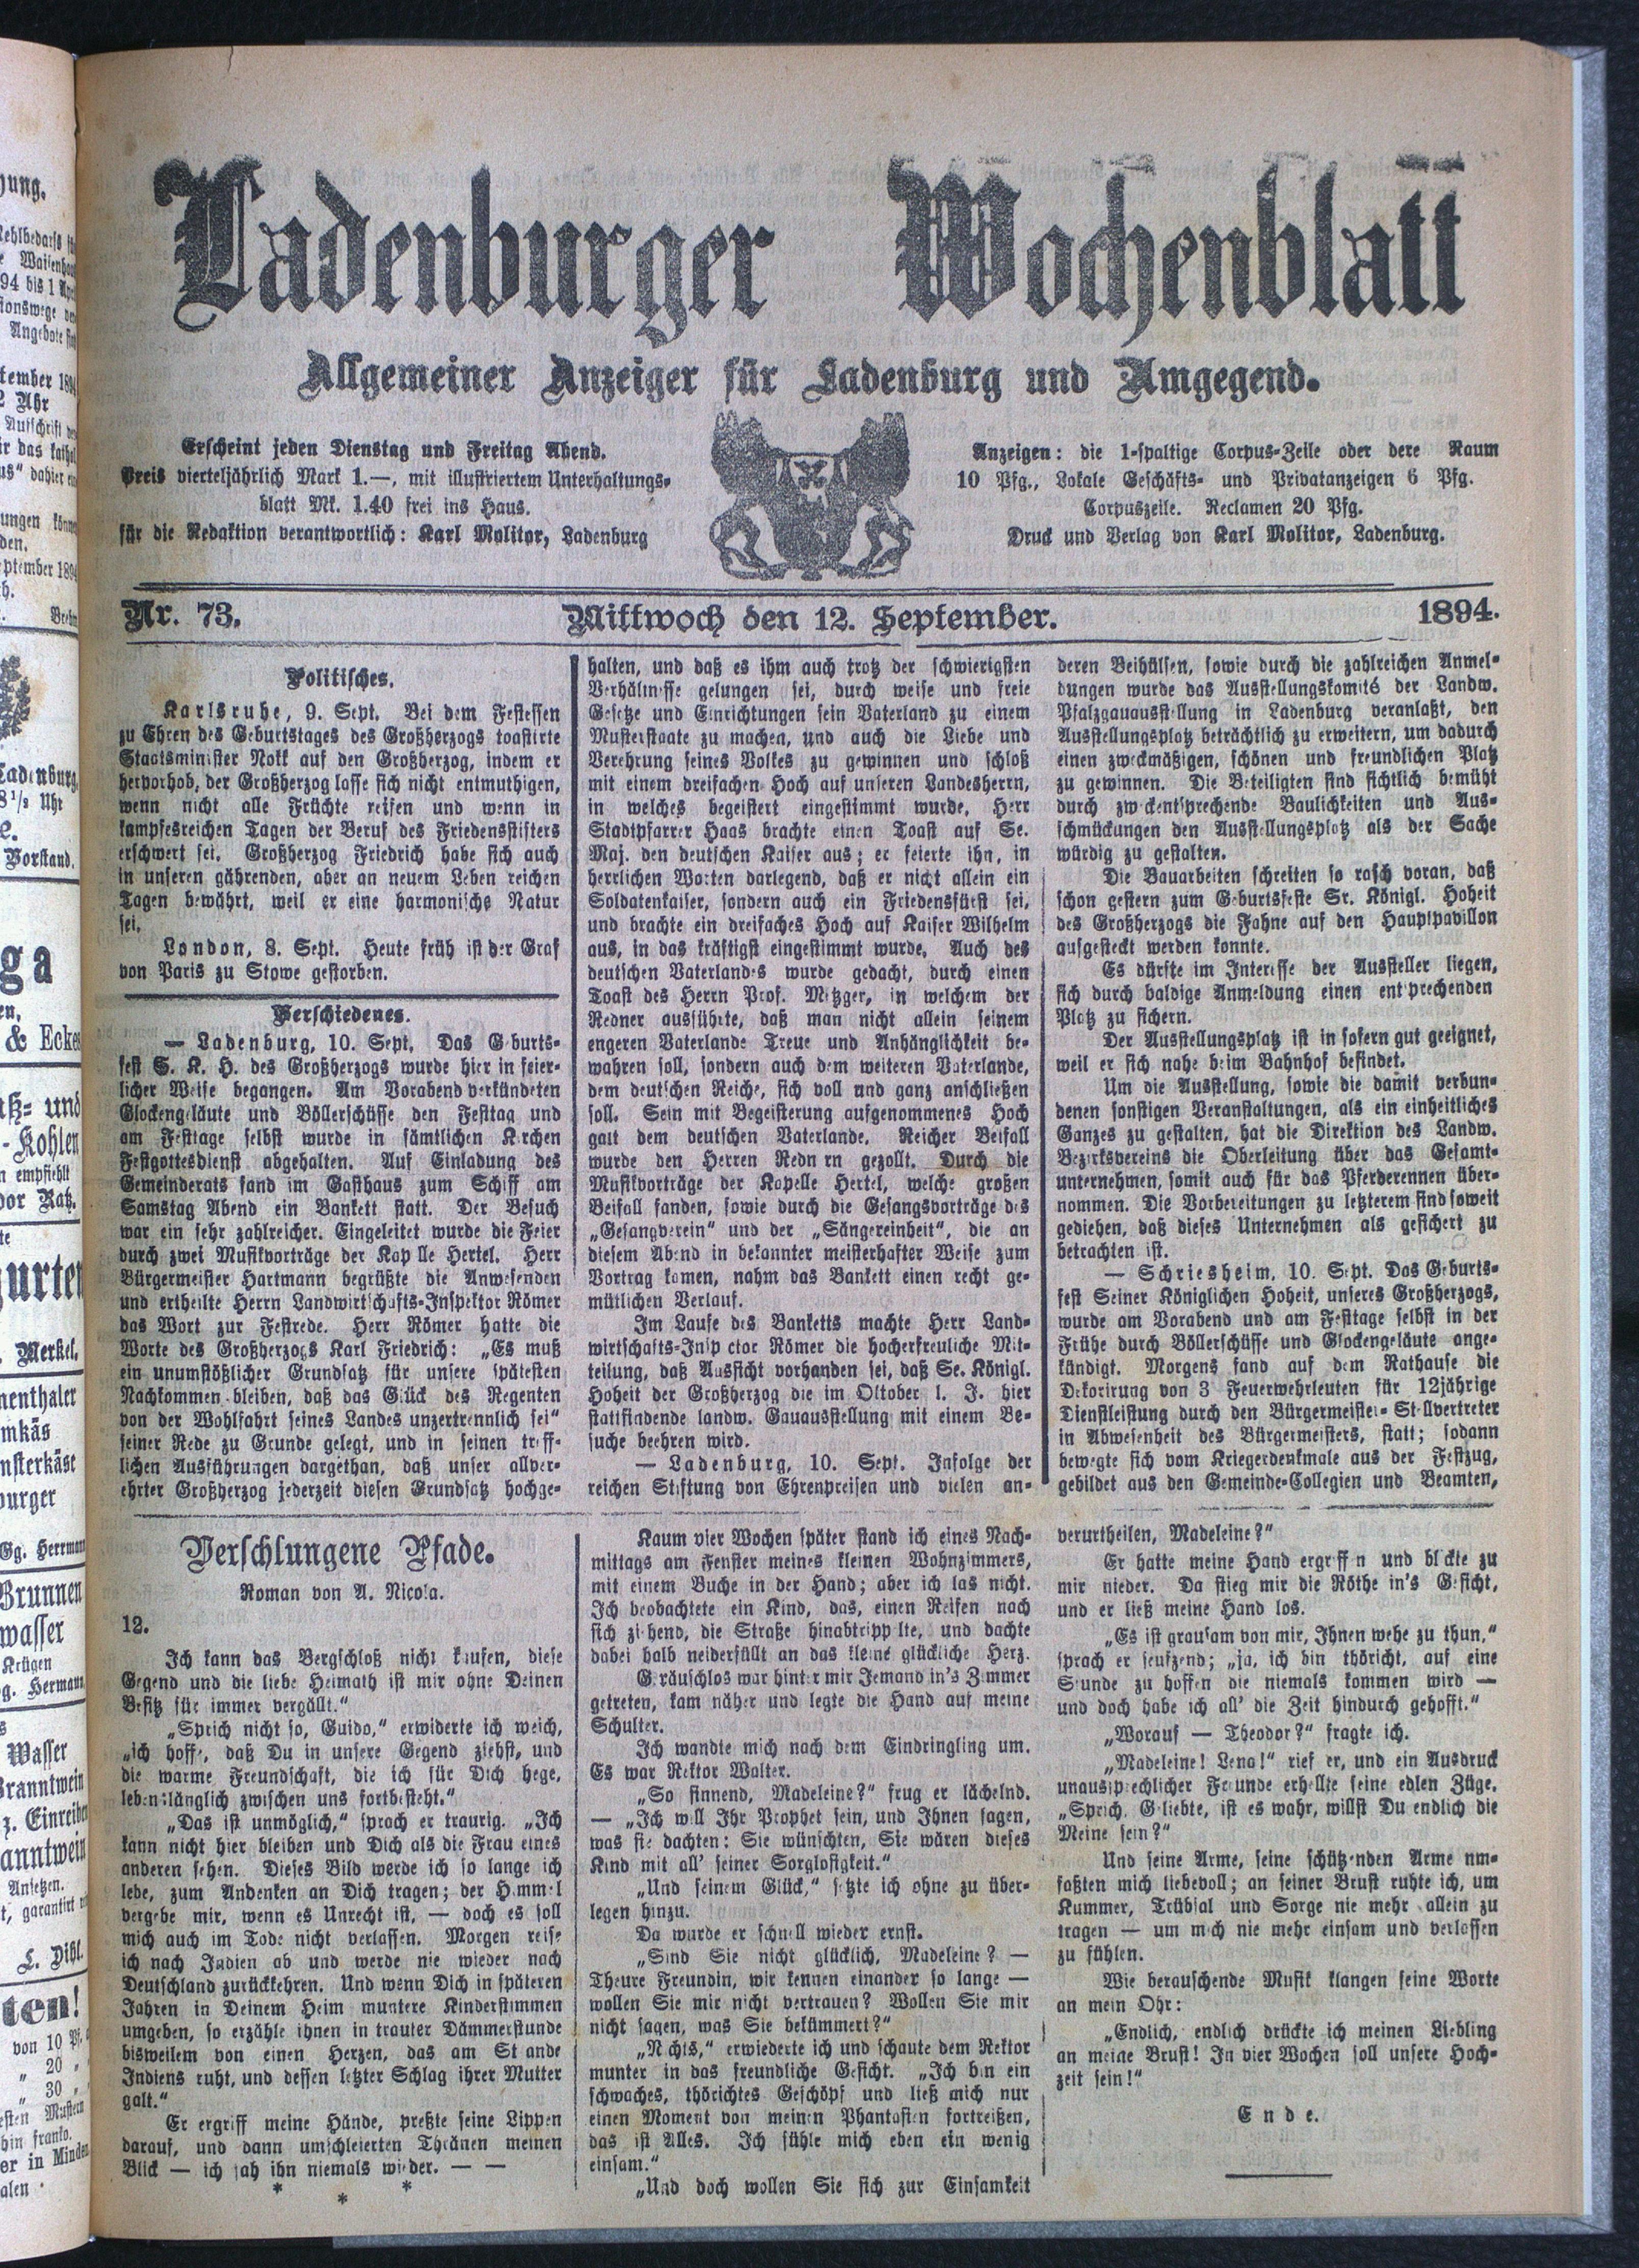 Ladenburger Wochenblatt
Allgemeiner Anzeiger für Ladenburg und Umgegend.
Erscheint jeden Dienstag und Freitag Abend.
Preis vierteljährlich Mark 1.—, mit illustriertem Unterhaltungs-
blatt Mk. 1.40 frei ins Haus.
für die Redaktion verantwortlich: Karl Molitor, Ladenburg
Anzeigen: die 1-spaltige Corpus-Zeile oder dere Raum
10 Pfg., Lokale Geschäfts- und Privatanzeigen 6 Pfg.
Corpuszeile. Reclamen 20 Pfg.
Druck und Verlag von Karl Molitor, Ladenburg.
Nr. 73. Mittwoch den 12. September. 1894.
Politisches.
Karlsruhe, 9. Sept. Bei dem Festessen
zu Ehren des Geburtstages des Großherzogs toastirte
Staatsminister Nokk auf den Großherzog, indem er
hervorhob, der Großherzog lasse sich nicht entmuthigen,
wenn nicht alle Früchte reifen und wenn in
kampfesreichen Tagen der Beruf des Friedensstifters
erschwert sei. Großherzog Friedrich habe sich auch
in unseren gährenden, aber an neuem Leben reichen
Tagen bewährt, weil er eine harmonische Natur
sei.
London, 8. Sept. Heute früh ist der Graf
von Paris zu Stowe gestorben.
Verschiedenes.
— Ladenburg, 10. Sept. Das Geburts-
fest S. K. H. des Großherzogs wurde hier in feier-
licher Weise begangen. Am Vorabend verkündeten
Glockengeläute und Böllerschüsse den Festtag und
am Festtage selbst wurde in sämtlichen Kirchen
Festgottesdienst abgehalten. Auf Einladung des
Gemeinderats fand im Gasthaus zum Schiff am
Samstag Abend ein Bankett statt. Der Besuch
war ein sehr zahlreicher. Eingeleitet wurde die Feier
durch zwei Musikvorträge der Kapelle Hertel. Herr
Bürgermeister Hartmann begrüßte die Anwesenden
und ertheilte Herrn Landwirtschafts-Inspektor Römer
das Wort zur Festrede. Herr Römer hatte die
Worte des Großherzogs Karl Friedrich: „Es muß
ein unumstößlicher Grundsatz für unsere spätesten
Nachkommen bleiben, daß das Glück des Regenten
von der Wohlfahrt seines Landes unzertrennlich sei“
seiner Rede zu Grunde gelegt, und in seinen treff-
lichen Ausführungen dargethan, daß unser allver-
ehrter Großherzog jederzeit diesen Grundsatz hochge-
halten, und daß es ihm auch trotz der schwierigsten
Verhältnisse gelungen sei, durch weise und freie
Gesetze und Einrichtungen sein Vaterland zu einem
Musterstaate zu machen, und auch die Liebe und
Verehrung seines Volkes zu gewinnen und schloß
mit einem dreifachen Hoch auf unseren Landesherrn,
in welches begeistert eingestimmt wurde. Herr
Stadtpfarrer Haas brachte einen Toast auf Se.
Maj. den deutschen Kaiser aus; er feierte ihn, in
herrlichen Worten darlegend, daß er nicht allein ein
Soldatenkaiser, sondern auch ein Friedensfürst sei,
und brachte ein dreifaches Hoch auf Kaiser Wilhelm
aus, in das kräftigst eingestimmt wurde. Auch des
deutschen Vaterlandes wurde gedacht, durch einen
Toast des Herrn Prof. Metzger, in welchem der
Redner ausführte, daß man nicht allein seinem
engeren Vaterlande Treue und Anhänglichkeit be-
wahren soll, sondern auch dem weiteren Vaterlande,
dem deutschen Reiche, sich voll und ganz anschließen
soll. Sein mit Begeisterung aufgenommenes Hoch
galt dem deutschen Vaterlande. Reicher Beifall
wurde den Herren Rednern gezollt. Durch die
Musikvorträge der Kapelle Hertel, welche großen
Beifall fanden, sowie durch die Gesangsvorträge des
„Gesangverein“ und der „Sängereinheit“, die an
diesem Abend in bekannter meisterhafter Weise zum
Vortrag kamen, nahm das Bankett einen recht ge-
mütlichen Verlauf.
Im Laufe des Banketts machte Herr Land-
wirtschafts-Inspector Römer die hocherfreuliche Mit-
teilung, daß Aussicht vorhanden sei, daß Se. Königl.
Hoheit der Großherzog die im Oktober l. J. hier
stattfindende landw. Gauausstellung mit einem Be-
suche beehren wird.
— Ladenburg, 10. Sept. Infolge der
reichen Stiftung von Ehrenpreisen und vielen an-
deren Beihülfen, sowie durch die zahlreichen Anmel-
dungen wurde das Ausstellungskomité der Landw.
Pfalzgauausstellung in Ladenburg veranlaßt, den
Ausstellungsplatz beträchtlich zu erweitern, um dadurch
einen zweckmäßigen, schönen und freundlichen Platz
zu gewinnen. Die Beteiligten sind sichtlich bemüht
durch zweckentsprechende Baulichkeiten und Aus-
schmückungen den Ausstellungsplatz als der Sache
würdig zu gestalten.
Die Bauarbeiten schreiten so rasch voran, daß
schon gestern zum Geburtsfeste Sr. Königl. Hoheit
des Großherzogs die Fahne auf den Hauptpavillon
aufgesteckt werden konnte.
Es dürfte im Interesse der Aussteller liegen,
sich durch baldige Anmeldung einen entsprechenden
Platz zu sichern.
Der Ausstellungsplatz ist in sofern gut geeignet,
weil er sich nahe beim Bahnhof befindet.
Um die Ausstellung, sowie die damit verbun-
denen sonstigen Veranstaltungen, als ein einheitliches
Ganzes zu gestalten, hat die Direktion des Landw.
Bezirksvereins die Oberleitung über das Gesamt-
unternehmen, somit auch für das Pferderennen über-
nommen. Die Vorbereitungen zu letzterem sind soweit
gediehen, daß dieses Unternehmen als gesichert zu
betrachten ist.
— Schriesheim, 10. Sept. Das Geburts-
fest Seiner Königlichen Hoheit, unseres Großherzogs,
wurde am Vorabend und am Festtage selbst in der
Frühe durch Böllerschüsse und Glockengeläute ange-
kündigt. Morgens fand auf dem Rathause die
Dekorirung von 3 Feuerwehrleuten für 12jährige
Dienstleistung durch den Bürgermeister-Stellvertreter
in Abwesenheit des Bürgermeisters, statt; sodann
bewegte sich vom Kriegerdenkmale aus der Festzug,
gebildet aus den Gemeinde-Collegien und Beamten,
Verschlungene Pfade.
Roman von A. Nicola.
12.
Ich kann das Bergschloß nicht kaufen, diese
Gegend und die liebe Heimath ist mir ohne Deinen
Besitz für immer vergällt.“
„Sprich nicht so, Guido,“ erwiderte ich weich,
„ich hoffe, daß Du in unsere Gegend ziehst, und
die warme Freundschaft, die ich für Dich hege,
lebenslänglich zwischen uns fortbesteht.“
„Das ist unmöglich,“ sprach er traurig. „Ich
kann nicht hier bleiben und Dich als die Frau eines
anderen sehen. Dieses Bild werde ich so lange ich
lebe, zum Andenken an Dich tragen; der Himmel
vergebe mir, wenn es Unrecht ist, — doch es soll
mich auch im Tode nicht verlassen. Morgen reise
ich nach Indien ab und werde nie wieder nach
Deutschland zurückkehren. Und wenn Dich in späteren
Jahren in Deinem Heim muntere Kinderstimmen
umgeben, so erzähle ihnen in trauter Dämmerstunde
bisweilem von einen Herzen, das am Strande
Indiens ruht, und dessen letzter Schlag ihrer Mutter
galt.“
Er ergriff meine Hände, preßte seine Lippen
darauf, und dann umschleierten Thränen meinen
Blick — ich sah ihn niemals wieder. — —
* * *
Kaum vier Wochen später stand ich eines Nach-
mittags am Fenster meines kleinen Wohnzimmers,
mit einem Buche in der Hand; aber ich las nicht.
Ich beobachtete ein Kind, das, einen Reifen nach
sich ziehend, die Straße hinabtrippelte, und dachte
dabei halb neiderfüllt an das kleine glückliche Herz.
Geräuschlos war hinter mir Jemand in's Zimmer
getreten, kam näher und legte die Hand auf meine
Schulter.
Ich wandte mich nach dem Eindringling um.
Es war Rektor Walter.
„So sinnend, Madeleine?“ frug er lächelnd.
— „Ich will Ihr Prophet sein, und Ihnen sagen,
was sie dachten: Sie wünschten, Sie wären dieses
Kind mit all' seiner Sorglosigkeit.“
„Und seinem Glück,“ setzte ich ohne zu über-
legen hinzu.
Da wurde er schnell wieder ernst.
„Sind Sie nicht glücklich, Madeleine? —
Theure Freundin, wir kennen einander so lange —
wollen Sie mir nicht vertrauen? Wollen Sie mir
nicht sagen, was Sie bekümmert?“
„Nichts,“ erwiederte ich und schaute dem Rektor
munter in das freundliche Gesicht. „Ich bin ein
schwaches, thörichtes Geschöpf und ließ mich nur
einen Moment von meinen Phantasien fortreißen,
das ist Alles. Ich fühle mich eben ein wenig
einsam.“
„Und doch wollen Sie sich zur Einsamkeit
verurtheilen, Madeleine?“
Er hatte meine Hand ergriffen und blickte zu
mir nieder. Da stieg mir die Röthe in's Gesicht,
und er ließ meine Hand los.
„Es ist grausam von mir, Ihnen wehe zu thun,“
sprach er seufzend; „ja, ich bin thöricht, auf eine
Stunde zu hoffen die niemals kommen wird —
und doch habe ich all' die Zeit hindurch gehofft.“
„Worauf — Theodor?“ fragte ich.
„Madeleine! Lena!“ rief er, und ein Ausdruck
unaussprechlicher Freunde erhellte seine edlen Züge.
„Sprich, Geliebte, ist es wahr, willst Du endlich die
Meine sein?“
Und seine Arme, seine schützenden Arme nm-
faßten mich liebevoll; an seiner Brust ruhte ich, um
Kummer, Trübsal und Sorge nie mehr allein zu
tragen — um mich nie mehr einsam und verlassen
zu fühlen.
Wie berauschende Musik klangen seine Worte
an mein Ohr:
„Endlich, endlich drückte ich meinen Liebling
an meine Brust! In vier Wochen soll unsere Hoch-
zeit sein!“
Ende.